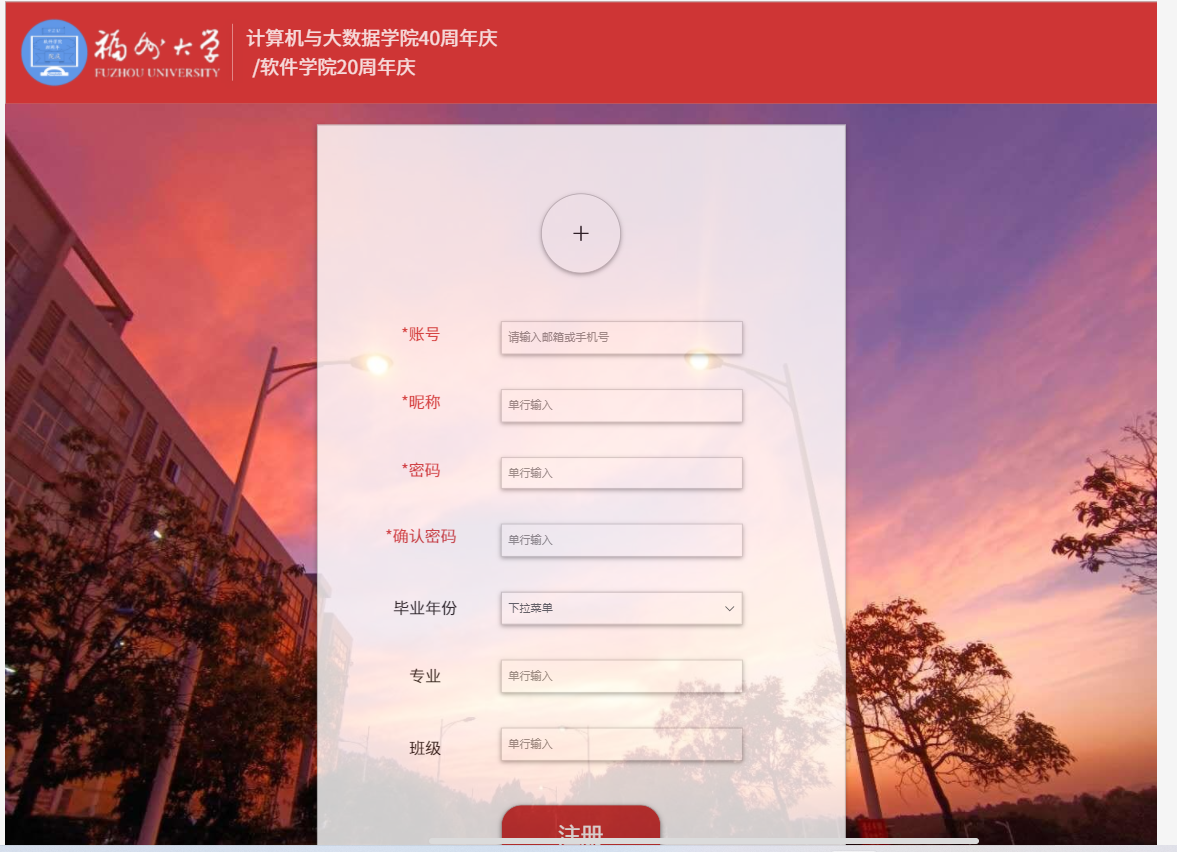 福州大学
FUZHOU UNIVERSITY
计算机与大数据学院40周年庆
/软件学院20周年庆
+
*账号
请输入邮箱或手机号
*昵称
单行输入
*密码
单行输入
*确认密码
单行输入
毕业年份
下拉菜单
专业
单行输入
班级
单行输入
注册